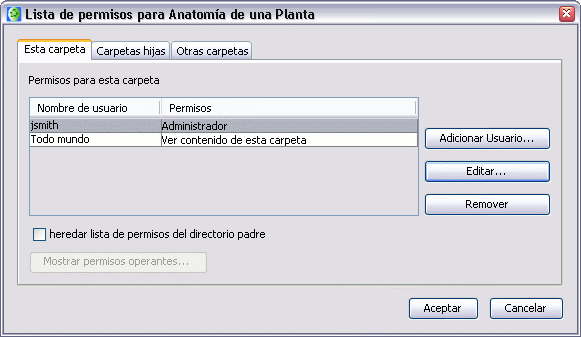 Lista de permisos para Anatomía de una Planta
Esta carpeta Carpetas hijas Otras carpetas
Permisos para esta carpeta
Nombre de usuario Permisos
jsmith Administrador
Todo mundo Ver contenido de esta carpeta
Adicionar Usuario...
Editar...
Remover
heredar lista de permisos del directorio padre
Mostrar permisos operantes...
Aceptar Cancelar